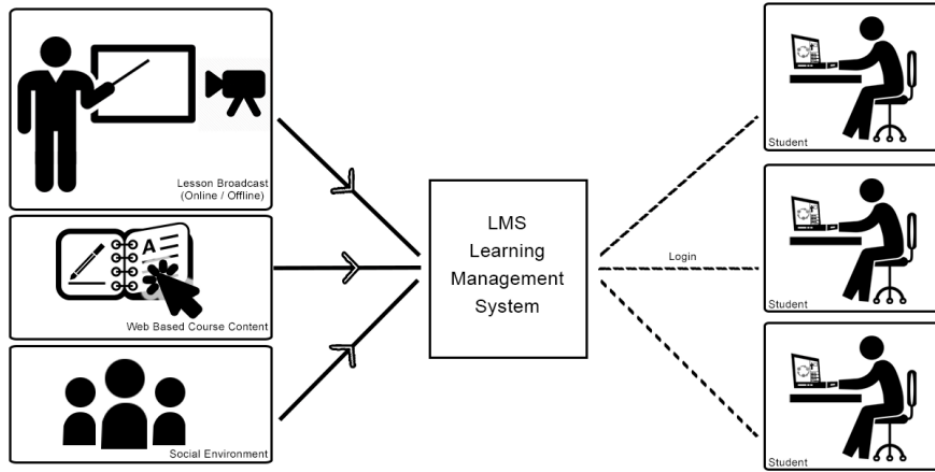 Lesson Broadcast
(Online / Offline)
A
Web Based Course Content
Social Environment
LMS
Learning
Management
System
Login
Student
Student
Student